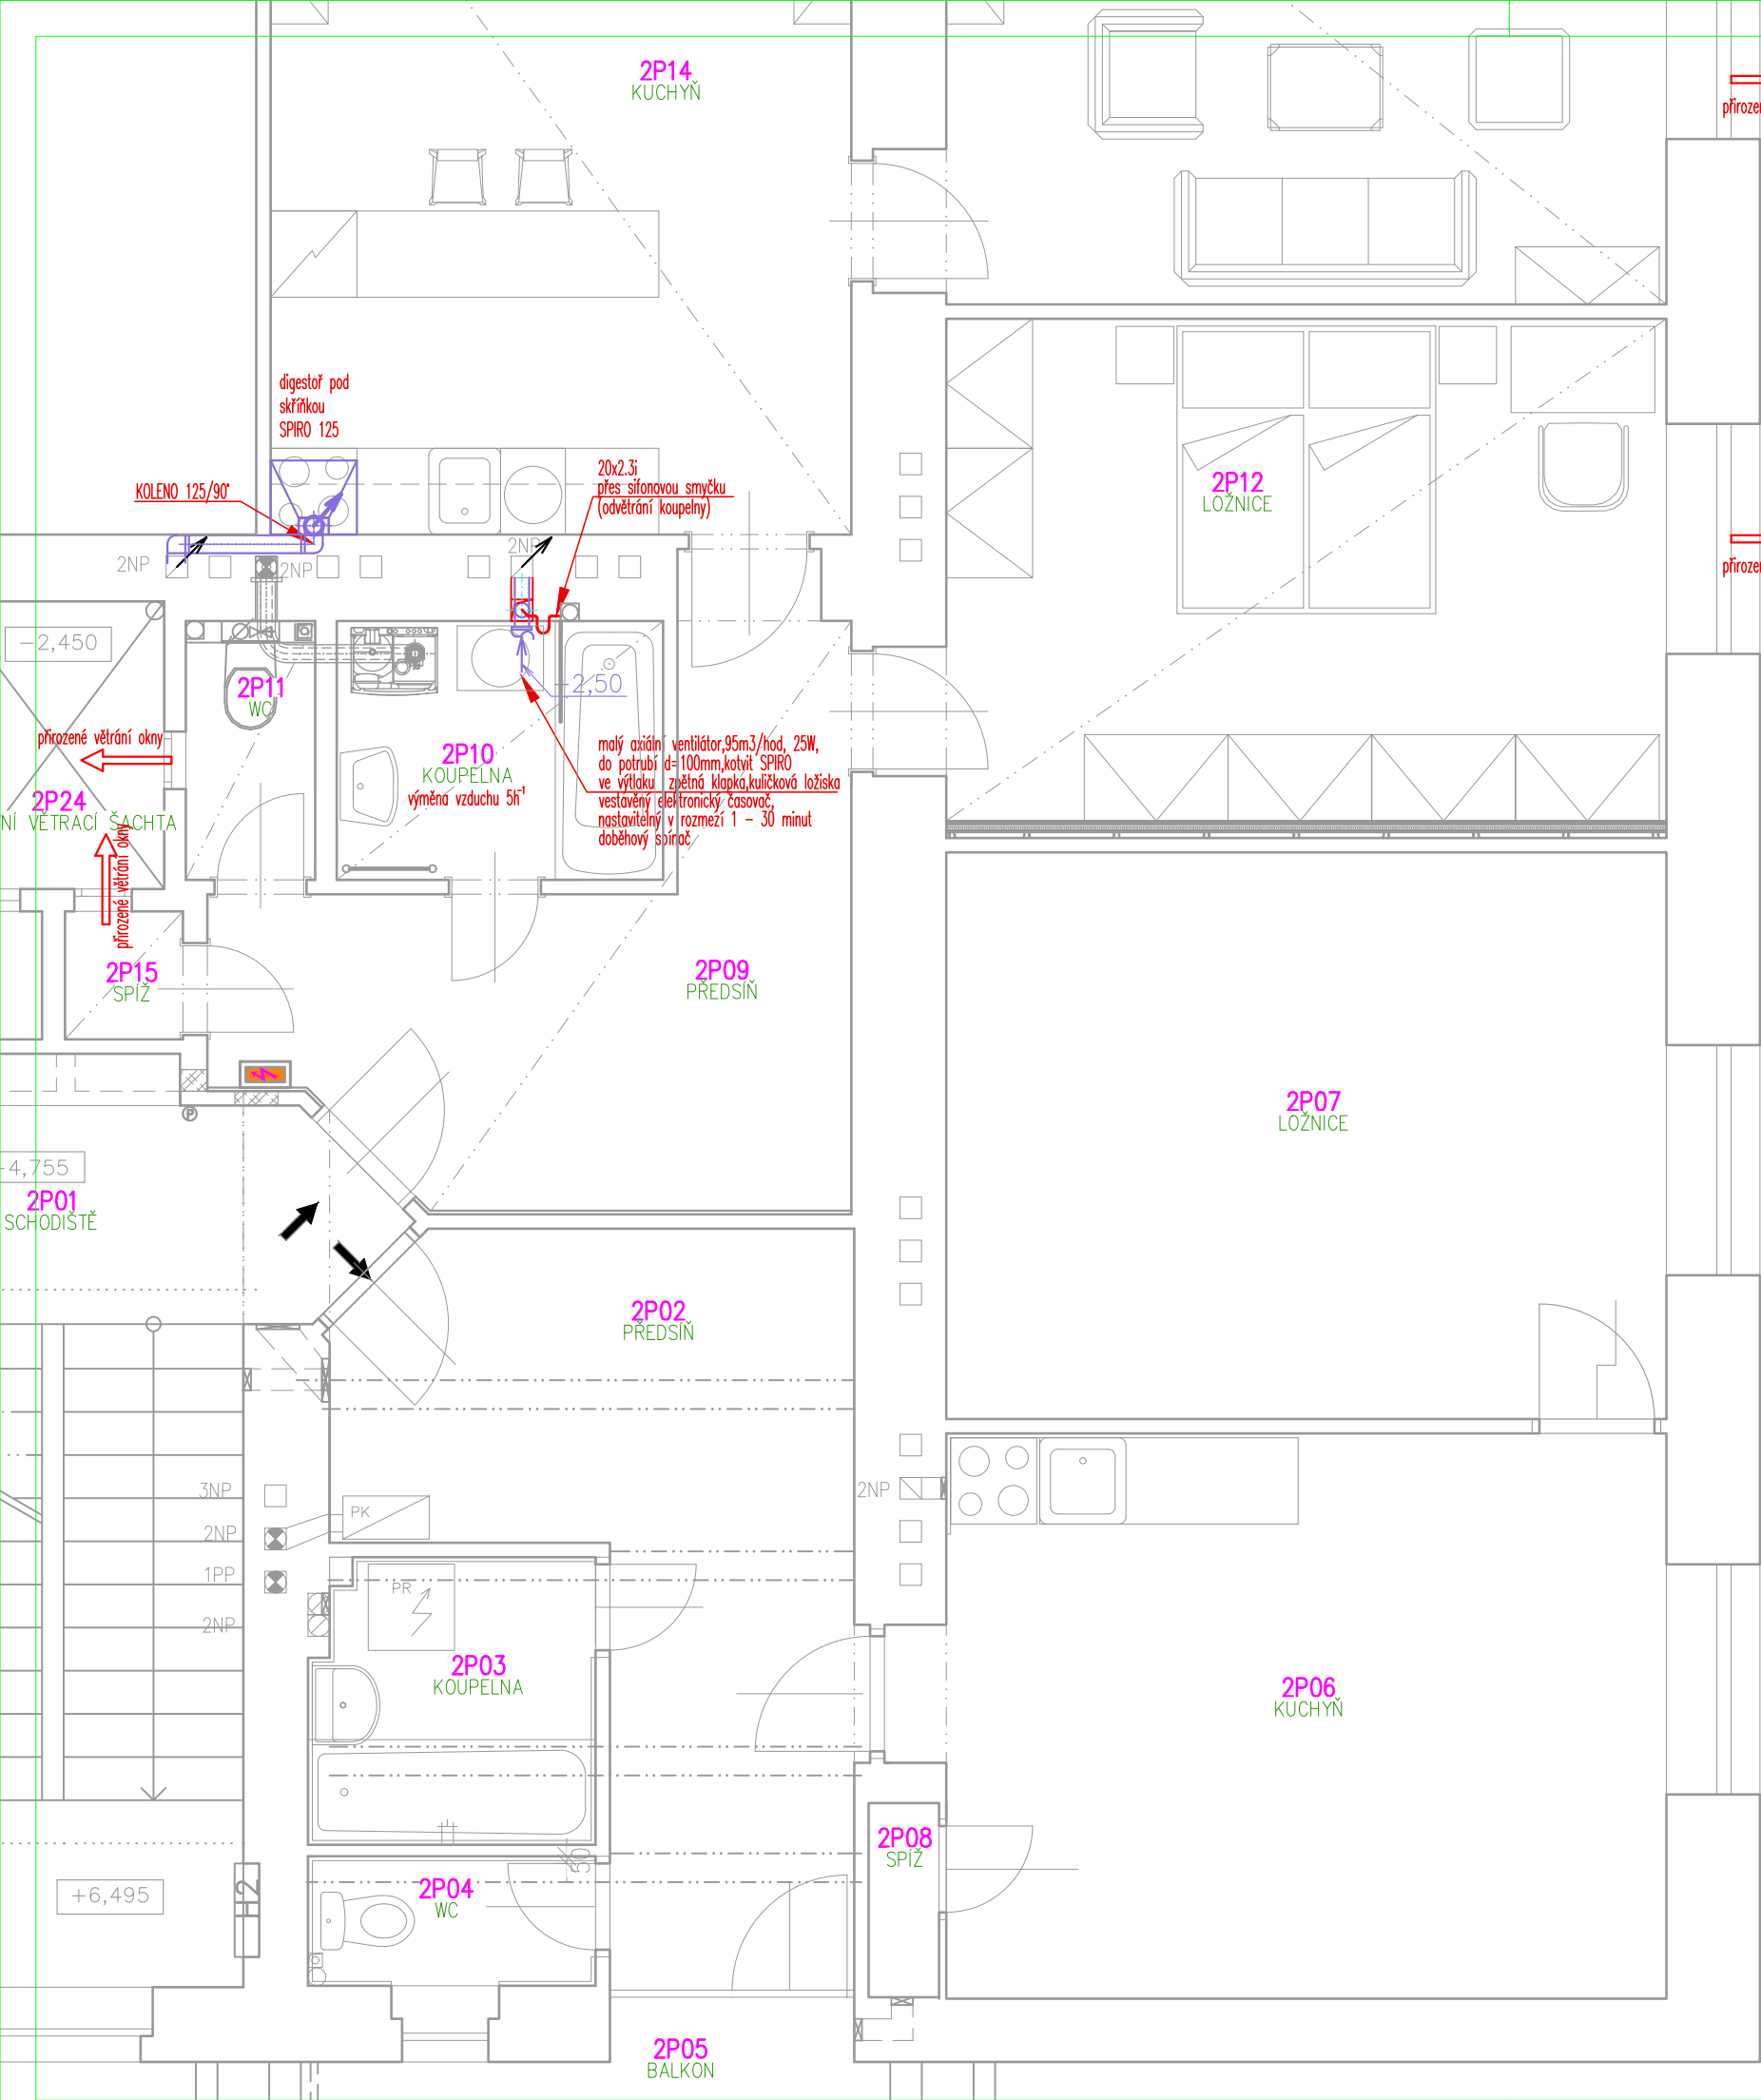 2P14
KUCHYŇ
digestoř pod
skříňkou
SPIRO 125
KOLENO 125/90°
20x2.3i
přes sifonovou smyčku
(odvětrání koupelny)
2P12
LOŽNICE
2NP
2NP
2NP
-2,450
-2,50
2P11
WC
přirozené větrání okny
2P10
KOUPELNA
výměna vzduchu 5h⁻¹
malý axiální ventilátor,95m3/hod, 25W,
do potrubí d=100mm,kotvit SPIRO
ve výtlaku zpětná klapka,kuličková ložiska
vestavěný elektronický časovač,
nastavitelný v rozmezí 1 - 30 minut
doběhový spínač
2P24
NÍ VĚTRACÍ ŠACHTA
přirozené větrání okny
2P15
SPÍŽ
2P09
PŘEDSÍŇ
2P07
LOŽNICE
P
4,755
2P01
SCHODIŠTĚ
2P02
PŘEDSÍŇ
3NP
2NP
PK
2NP
1PP
PR
2NP
2P03
KOUPELNA
2P06
KUCHYŇ
2P08
SPÍŽ
50
+6,495
H2
2P04
WC
2P05
BALKON